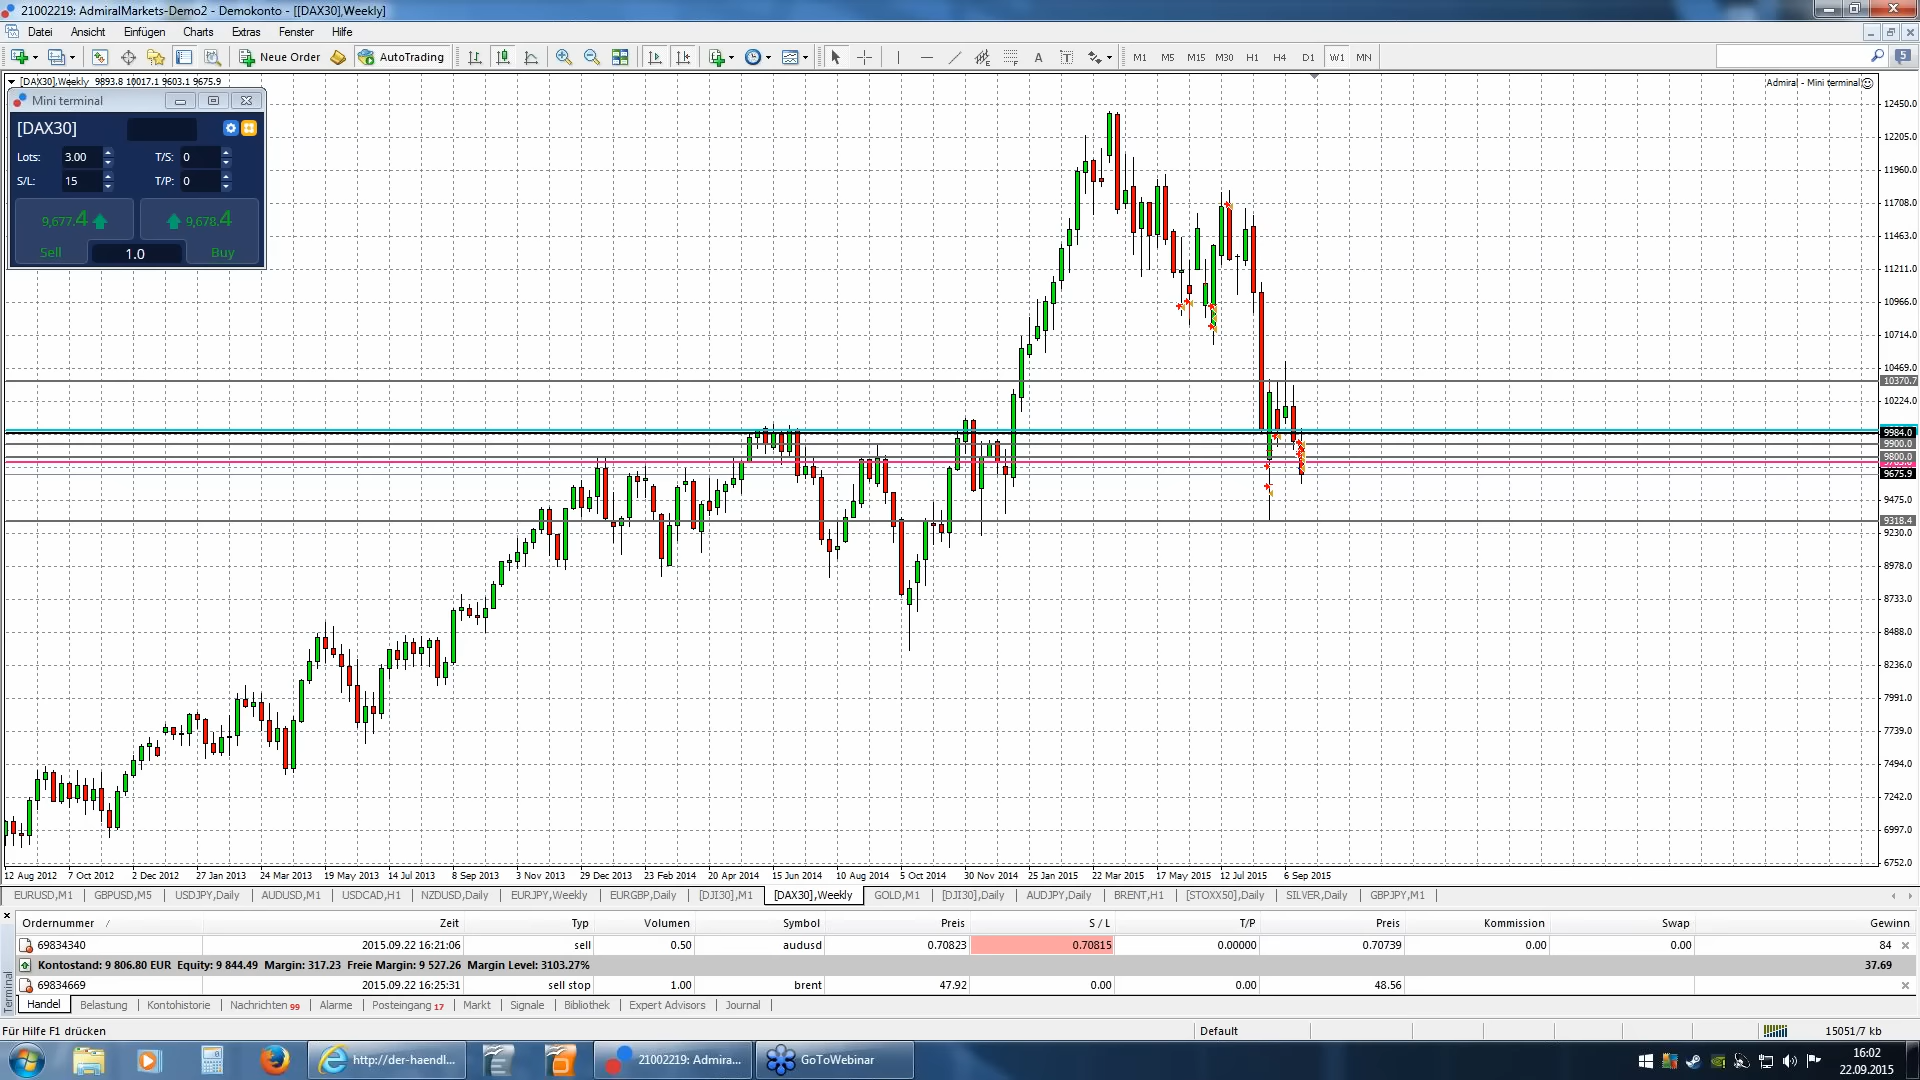 21002219: AdmiralMarkets-Demo2 - Demokonto - [[DAX30],Weekly]
Datei Ansicht Einfügen Charts Extras Fenster Hilfe
Neue Order AutoTrading A T M1 M5 M15 M30 H1 H4 D1 W1 MN 5
[DAX30],Weekly 9893.8 10017.1 9603.1 9675.9
Admiral - Mini terminal
Mini terminal
[DAX30]
Lots: 3.00 T/S: 0
S/L: 15 T/P: 0
9,677.4 9,678.4
Sell 1.0 Buy
12450.0
12205.0
11960.0
11708.0
11463.0
11211.0
10966.0
10714.0
10469.0
10370.7
10224.0
9984.0
9900.0
9800.0
9675.9
9475.0
9318.4
9230.0
8978.0
8733.0
8488.0
8236.0
7991.0
7739.0
7494.0
7242.0
6997.0
6752.0
12 Aug 2012 7 Oct 2012 2 Dec 2012 27 Jan 2013 24 Mar 2013 19 May 2013 14 Jul 2013 8 Sep 2013 3 Nov 2013 29 Dec 2013 23 Feb 2014 20 Apr 2014 15 Jun 2014 10 Aug 2014 5 Oct 2014 30 Nov 2014 25 Jan 2015 22 Mar 2015 17 May 2015 12 Jul 2015 6 Sep 2015
EURUSD,M1 GBPUSD,M5 USDJPY,Daily AUDUSD,M1 USDCAD,H1 NZDUSD,Daily EURJPY,Weekly EURGBP,Daily [DJI30],M1 [DAX30],Weekly GOLD,M1 [DJI30],Daily AUDJPY,Daily BRENT,H1 [STOXX50],Daily SILVER,Daily GBPJPY,M1
Ordernummer / Zeit Typ Volumen Symbol Preis S / L T/P Preis Kommission Swap Gewinn
69834340 2015.09.22 16:21:06 sell 0.50 audusd 0.70823 0.70815 0.00000 0.70739 0.00 0.00 84
Kontostand: 9 806.80 EUR Equity: 9 844.49 Margin: 317.23 Freie Margin: 9 527.26 Margin Level: 3103.27% 37.69
69834669 2015.09.22 16:25:31 sell stop 1.00 brent 47.92 0.00 0.00 48.56
Terminal
Handel Belastung Kontohistorie Nachrichten 99 Alarme Posteingang 17 Markt Signale Bibliothek Expert Advisors Journal
Für Hilfe F1 drücken Default 15051/7 kb
http://der-haendl... 21002219: Admira... GoToWebinar
16:02
22.09.2015